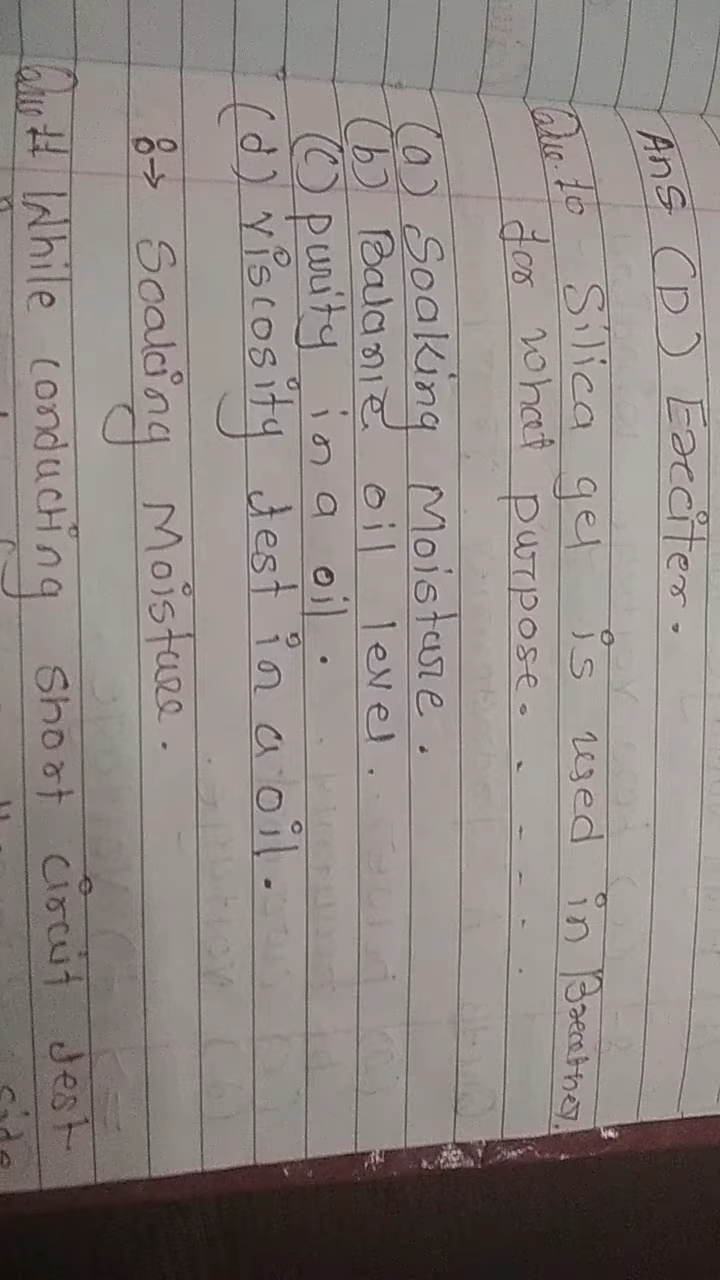 Ans (D) Exciter.
Que.10 Silica gel is used in Breather.
for what purpose. - - - -
(a) Soaking Moisture.
(b) Balance oil level.
(c) purity in a oil.
(d) viscosity test in a oil.
→ Soaking Moisture.
Que.11 While conducting short circuit test
side